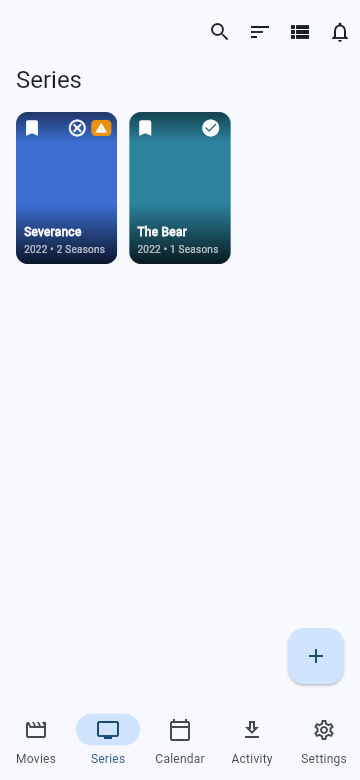 Series
Severance
2022 • 2 Seasons
The Bear
2022 • 1 Seasons
Movies
Series
Calendar
Activity
Settings